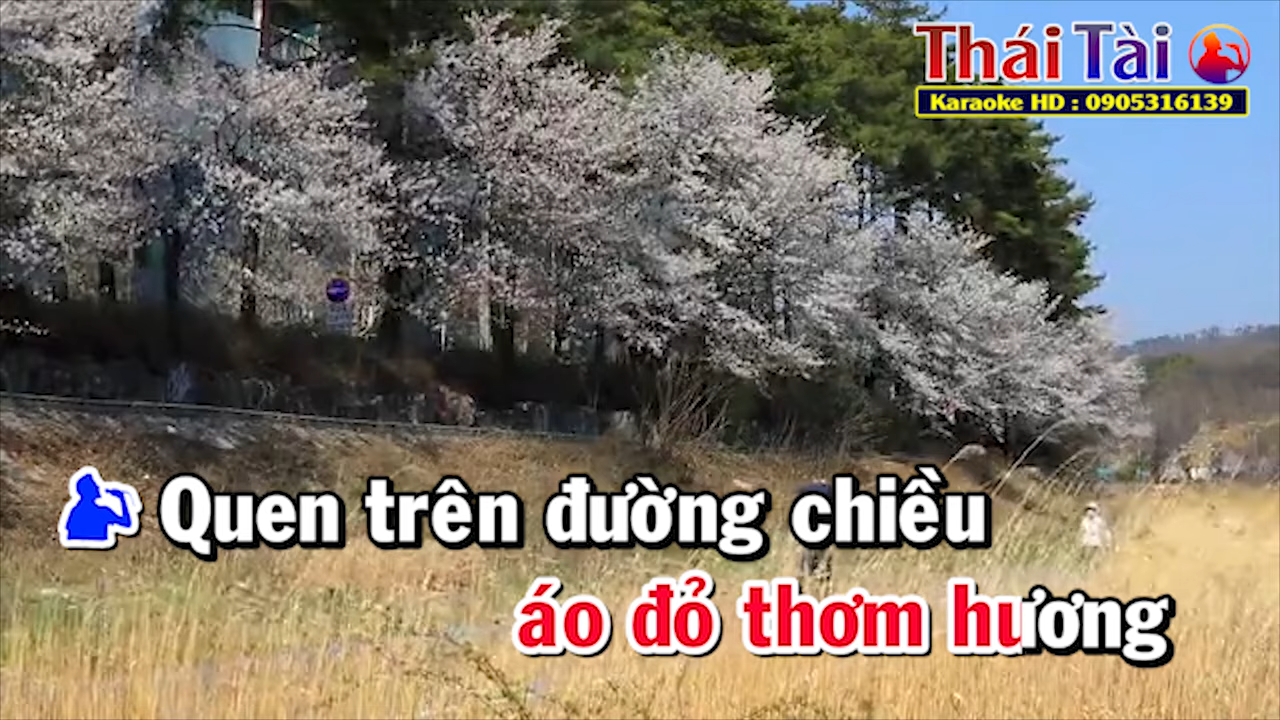 Thái Tài
Karaoke HD : 0905316139
Quen trên đường chiều
áo đỏ thơm hương